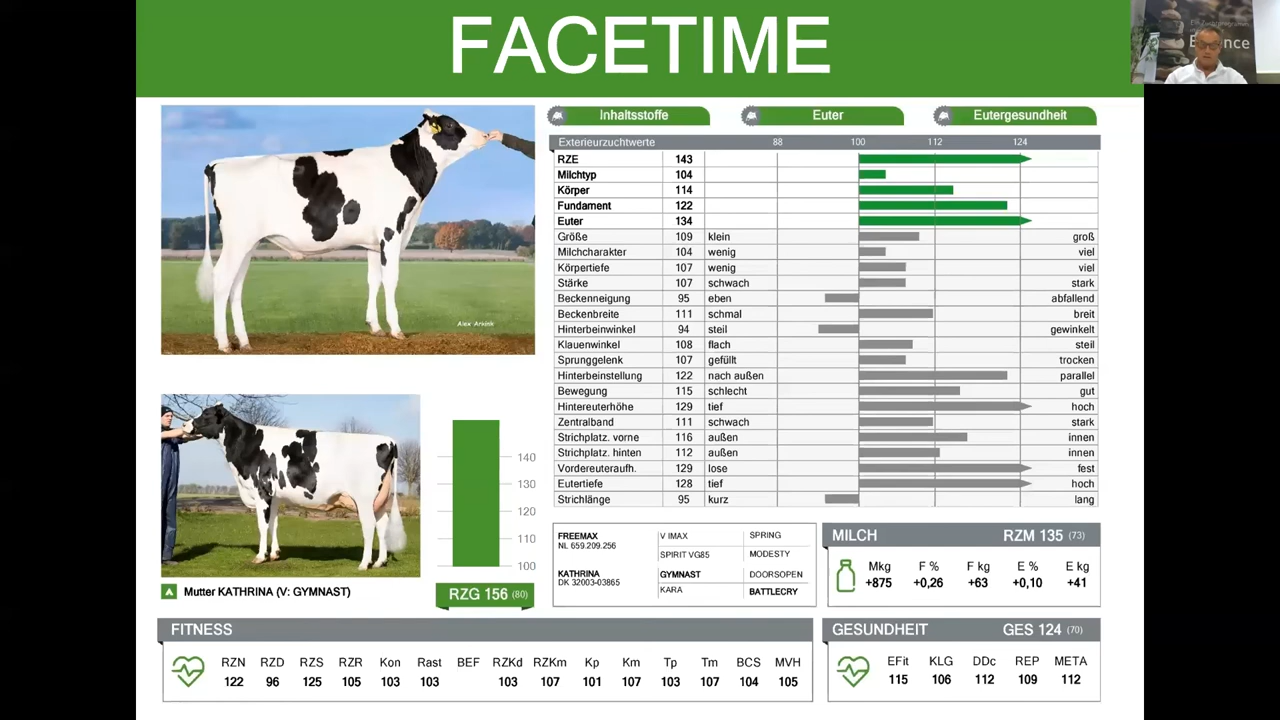 FACETIME
Inhaltsstoffe Euter Eutergesundheit
Exterieurzuchtwerte 88 100 112 124
RZE 143
Milchtyp 104
Körper 114
Fundament 122
Euter 134
Größe 109 klein groß
Milchcharakter 104 wenig viel
Körpertiefe 107 wenig viel
Stärke 107 schwach stark
Beckenneigung 95 eben abfallend
Beckenbreite 111 schmal breit
Hinterbeinwinkel 94 steil gewinkelt
Klauenwinkel 108 flach steil
Sprunggelenk 107 gefüllt trocken
Hinterbeinstellung 122 nach außen parallel
Bewegung 115 schlecht gut
Hintereuterhöhe 129 tief hoch
Zentralband 111 schwach stark
Strichplatz. vorne 116 außen innen
Strichplatz. hinten 112 außen innen
Vordereuteraufh. 129 lose fest
Eutertiefe 128 tief hoch
Strichlänge 95 kurz lang
Alex Arkink
140
130
120
110
100
RZG 156 (80)
Mutter KATHRINA (V: GYMNAST)
FREEMAX V IMAX SPRING
NL 659.209.256
SPIRIT VG85 MODESTY
KATHRINA GYMNAST DOORSOPEN
DK 32003-03865
KARA BATTLECRY
MILCH RZM 135 (73)
Mkg F % F kg E % E kg
+875 +0,26 +63 +0,10 +41
FITNESS
RZN RZD RZS RZR Kon Rast BEF RZKd RZKm Kp Km Tp Tm BCS MVH
122 96 125 105 103 103 103 107 101 107 103 107 104 105
GESUNDHEIT GES 124 (70)
EFit KLG DDc REP META
115 106 112 109 112